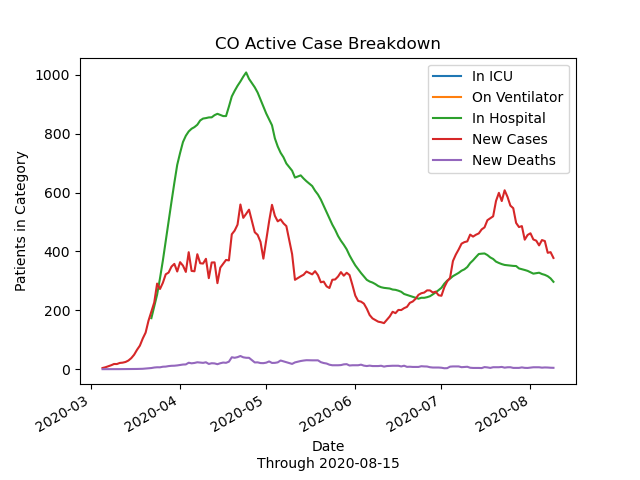 CO Active Case Breakdown
In ICU
On Ventilator
In Hospital
New Cases
New Deaths
Patients in Category
1000
800
600
400
200
0
2020-03
2020-04
2020-05
2020-06
2020-07
2020-08
Date
Through 2020-08-15